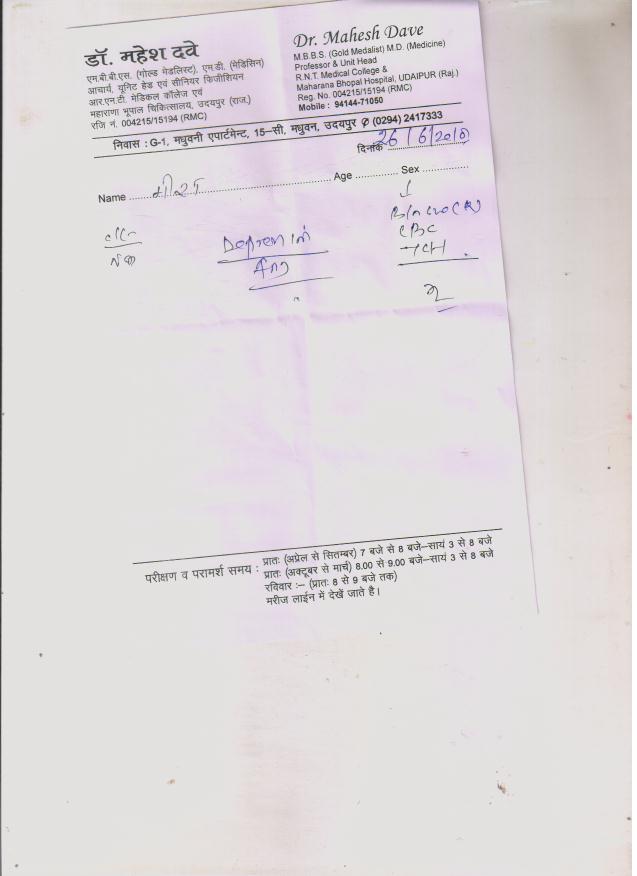 डॉ. महेश दवे
एम.बी.बी.एस. (गोल्ड मेडलिस्ट), एम.डी. (मेडिसिन)
आचार्य, यूनिट हेड एवं सीनियर फिजीशियन
आर.एन.टी. मेडिकल कॉलेज एवं
महाराणा भूपाल चिकित्सालय, उदयपुर (राज.)
रजि नं. 004215/15194 (RMC)
Dr. Mahesh Dave
M.B.B.S. (Gold Medalist) M.D. (Medicine)
Professor & Unit Head
R.N.T. Medical College &
Maharana Bhopal Hospital, UDAIPUR (Raj.)
Reg. No. 004215/15194 (RMC)
Mobile : 94144-71050
निवास : G-1, मधुवनी एपार्टमेन्ट, 15–सी, मधुवन, उदयपुर ✆ (0294) 2417333
दिनांक 26/6/2010
Name Age Sex
CBC
परीक्षण व परामर्श समय : प्रातः (अप्रेल से सितम्बर) 7 बजे से 8 बजे–सायं 3 से 8 बजे
प्रातः (अक्टूबर से मार्च) 8.00 से 9.00 बजे–सायं 3 से 8 बजे
रविवार :– (प्रातः 8 से 9 बजे तक)
मरीज लाईन में देखें जाते है।